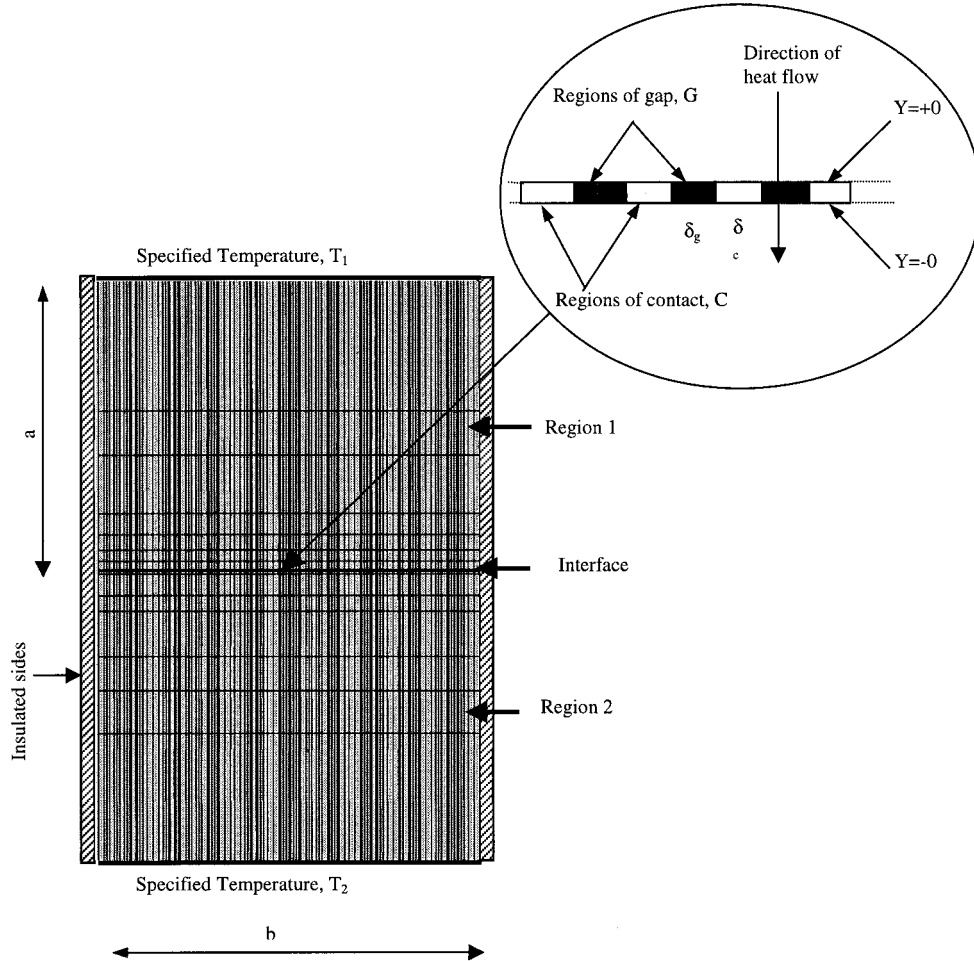 Direction of
heat flow
Regions of gap, G
Y=+0
δg
δ
c
Y=-0
Regions of contact, C
Specified Temperature, T1
a
Region 1
Interface
Insulated sides
Region 2
Specified Temperature, T2
b